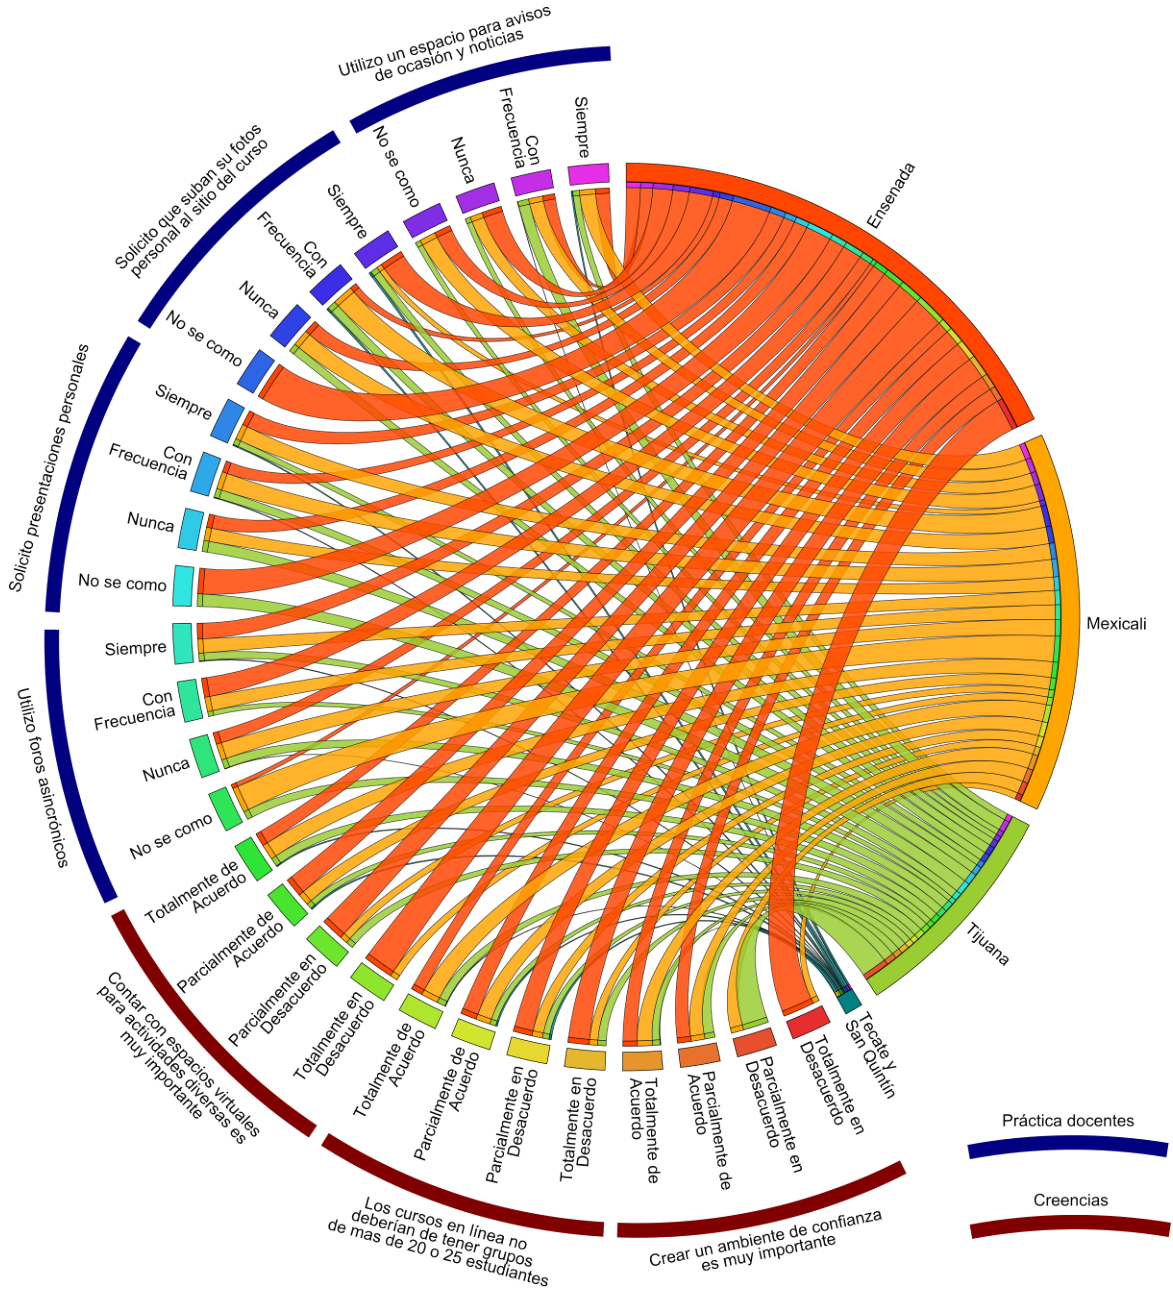 Utilizo un espacio para avisos
de ocasión y noticias
Solicito que suban su fotos
personal al sitio del curso
Solicito presentaciones personales
Utilizo foros asincrónicos
Contar con espacios virtuales
para actividades diversas es
muy importante
Los cursos en línea no
deberían de tener grupos
de mas de 20 o 25 estudiantes
Crear un ambiente de confianza
es muy importante
Siempre
Con
Frecuencia
Nunca
No se como
Siempre
Con
Frecuencia
Nunca
No se como
Siempre
Con
Frecuencia
Nunca
No se como
Siempre
Con
Frecuencia
Nunca
No se como
Totalmente de
Acuerdo
Parcialmente de
Acuerdo
Parcialmente en
Desacuerdo
Totalmente en
Desacuerdo
Totalmente de
Acuerdo
Parcialmente de
Acuerdo
Parcialmente en
Desacuerdo
Totalmente en
Desacuerdo
Totalmente de
Acuerdo
Parcialmente de
Acuerdo
Parcialmente en
Desacuerdo
Totalmente en
Desacuerdo
Ensenada
Mexicali
Tijuana
Tecate y
San Quintín
Práctica docentes
Creencias